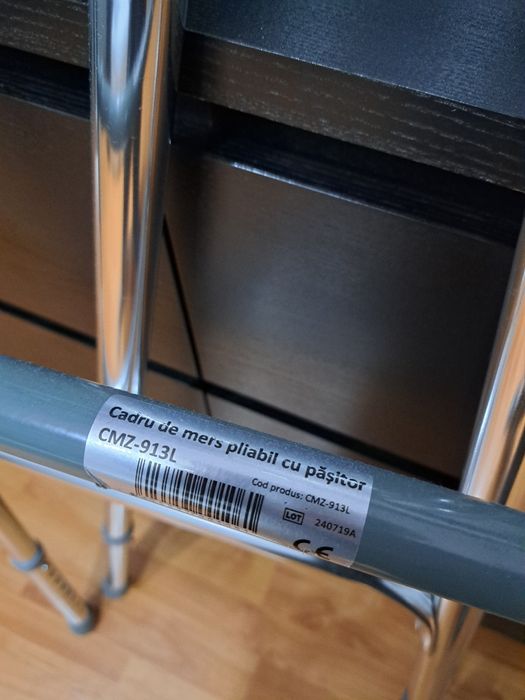 Cadru de mers pliabil cu pășitor
CMZ-913L
Cod produs: CMZ-913L
LOT 240719A
CE